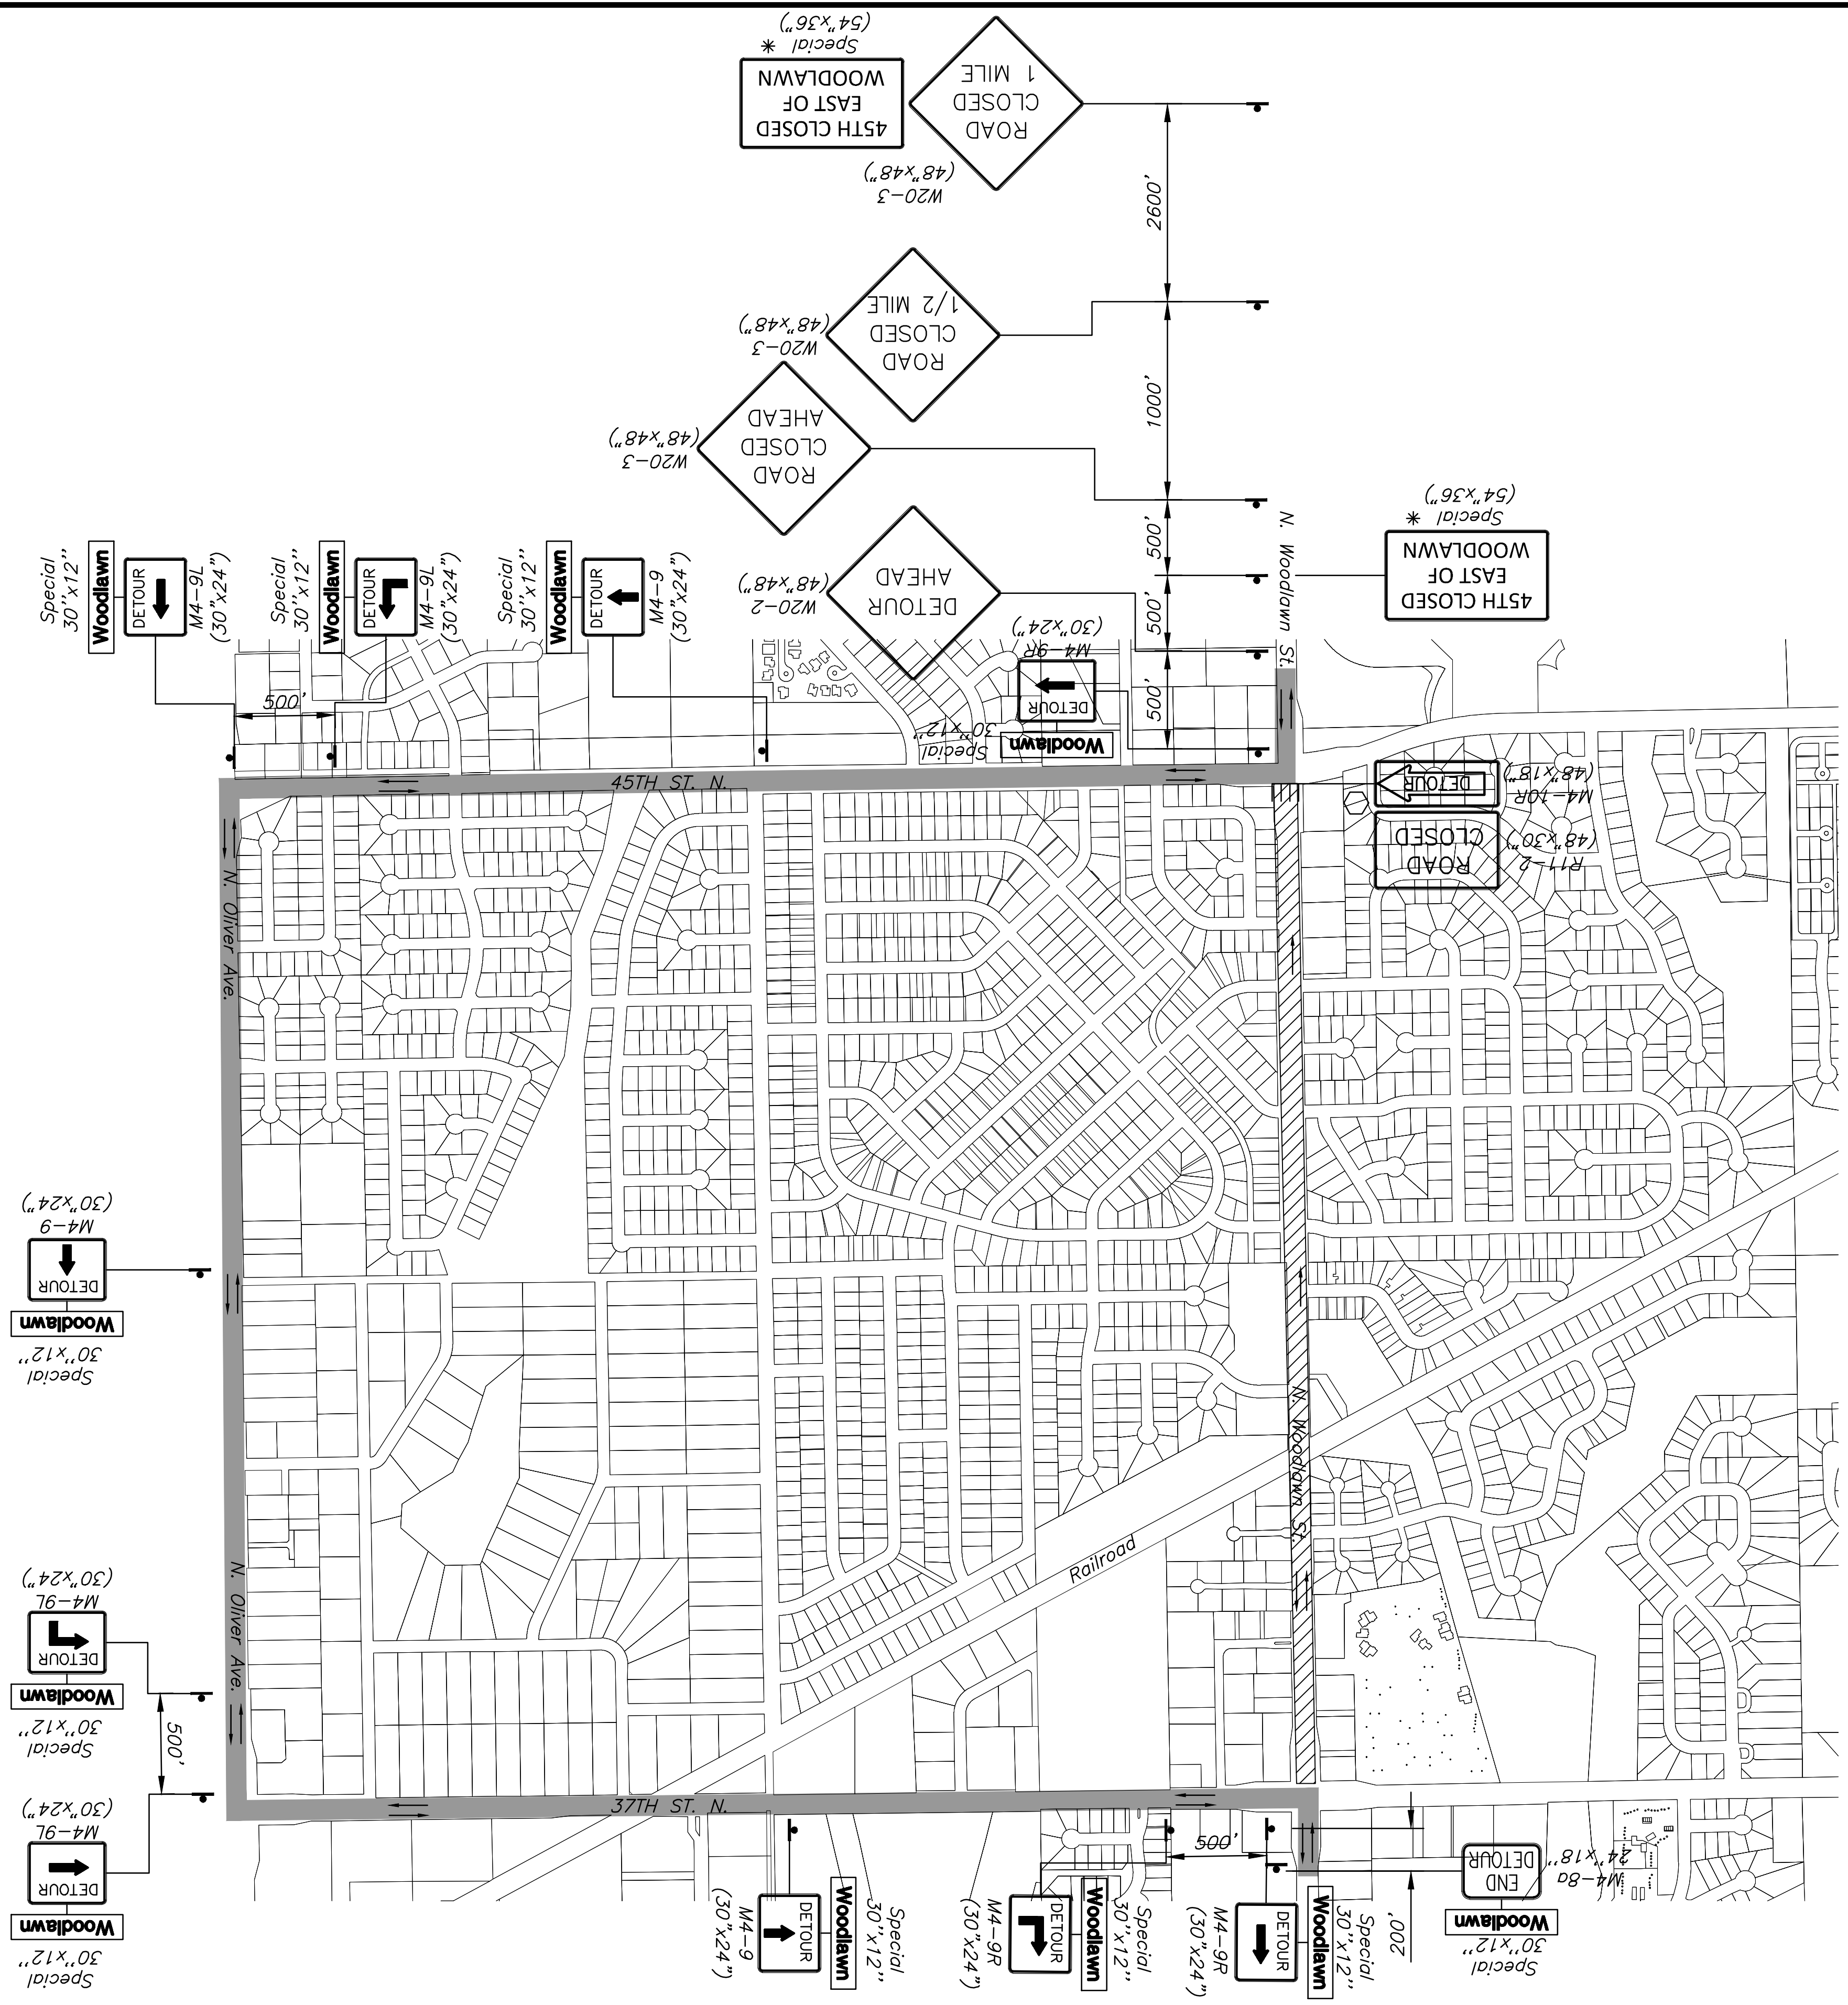 Special *
(54"x36")
45TH CLOSED
EAST OF
WOODLAWN
ROAD
CLOSED
1 MILE
W20-3
(48"x48")
2600'
ROAD
CLOSED
1/2 MILE
W20-3
(48"x48")
1000'
ROAD
CLOSED
AHEAD
W20-3
(48"x48")
500'
DETOUR
AHEAD
W20-2
(48"x48")
500'
500'
N. Woodlawn St.
45TH CLOSED
EAST OF
WOODLAWN
Special *
(54"x36")
Special
30"x12"
Woodlawn
DETOUR
M4-9L
(30"x24")
Special
30"x12"
Woodlawn
DETOUR
M4-9L
(30"x24")
500'
Special
30"x12"
Woodlawn
DETOUR
M4-9
(30"x24")
Special
30"x12"
Woodlawn
DETOUR
M4-9R
(30"x24")
45TH ST. N.
ROAD
CLOSED
R11-2
(48"x30")
DETOUR
M4-10R
(48"x18")
N. Oliver Ave.
Special
30"x12"
Woodlawn
DETOUR
M4-9
(30"x24")
N. Woodlawn St.
Railroad
N. Oliver Ave.
Special
30"x12"
Woodlawn
DETOUR
M4-9L
(30"x24")
500'
Special
30"x12"
Woodlawn
DETOUR
M4-9L
(30"x24")
37TH ST. N.
M4-9
(30"x24")
DETOUR
Woodlawn
Special
30"x12"
M4-9R
(30"x24")
DETOUR
Woodlawn
Special
30"x12"
500'
M4-9R
(30"x24")
DETOUR
Woodlawn
Special
30"x12"
200'
Special
30"x12"
Woodlawn
END
DETOUR
M4-8a
24"x18"